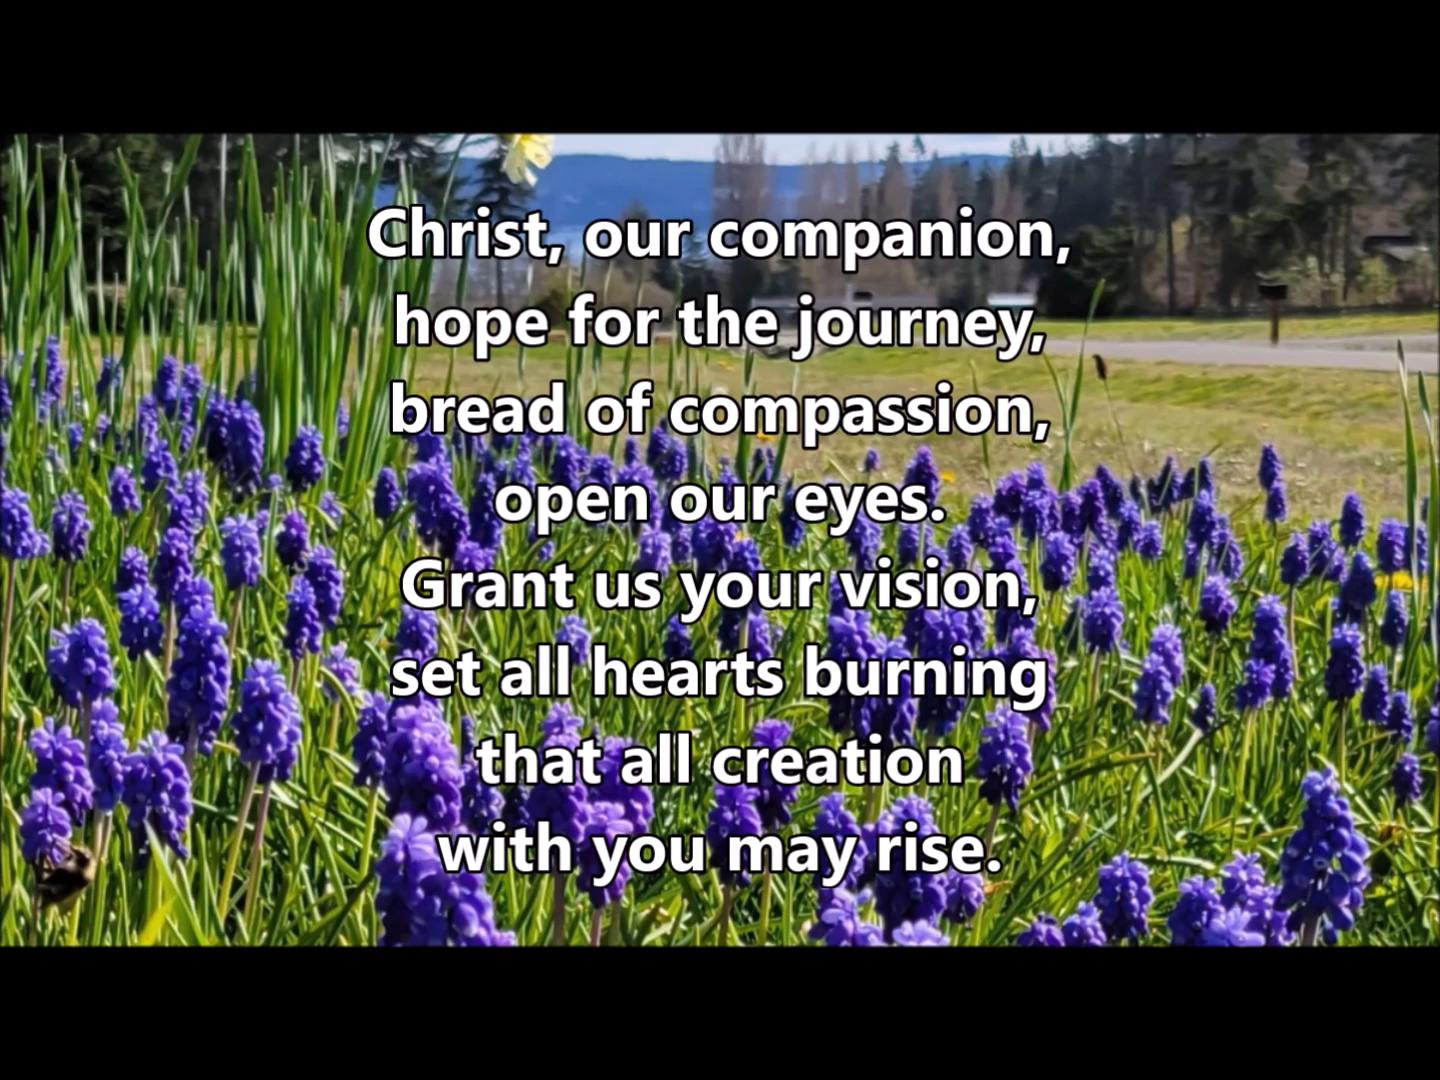 Christ, our companion,
hope for the journey,
bread of compassion,
open our eyes.
Grant us your vision,
set all hearts burning
that all creation
with you may rise.